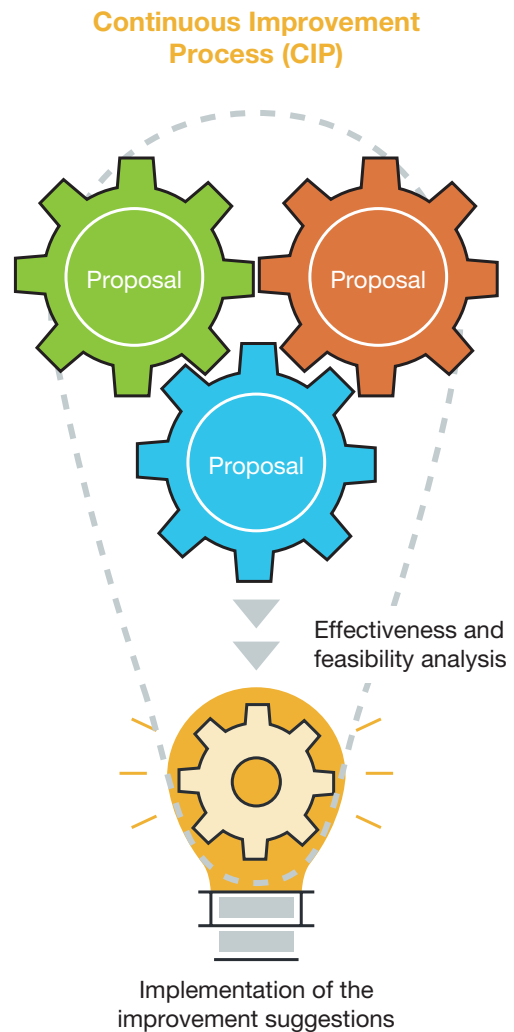 Continuous Improvement
Process (CIP)
Proposal
Proposal
Proposal
Effectiveness and
feasibility analysis
Implementation of the
improvement suggestions